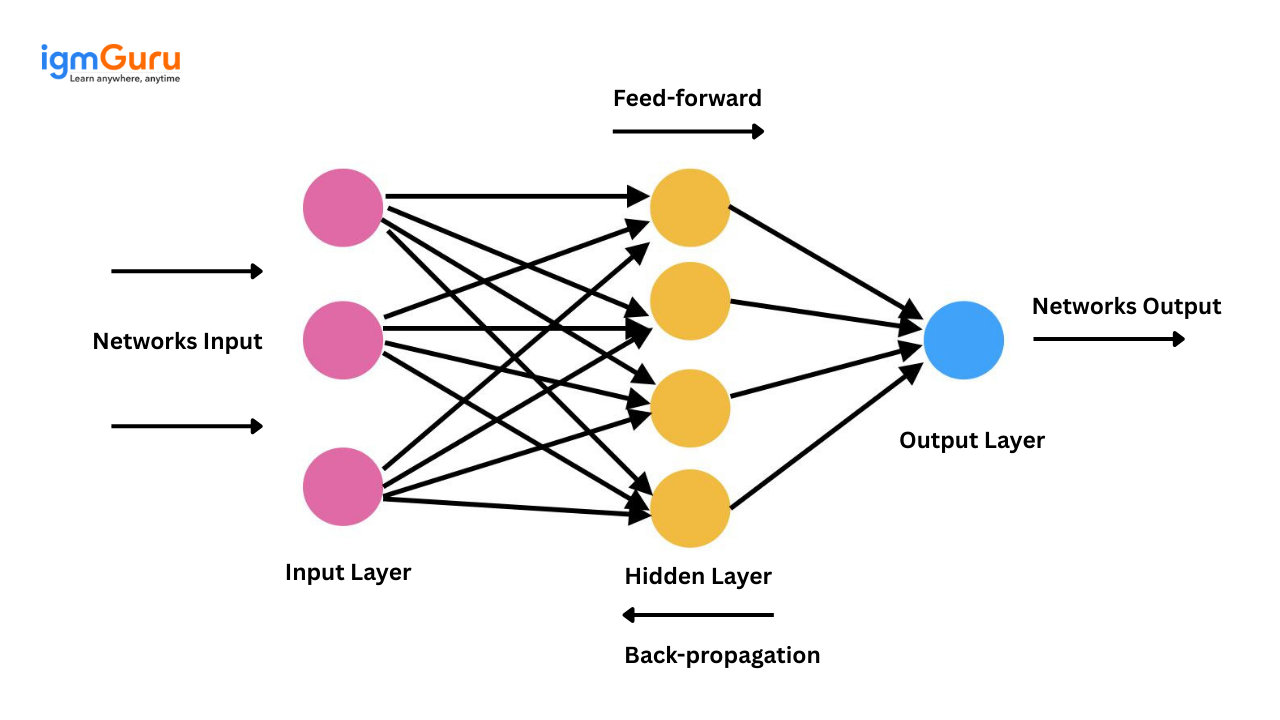 igmGuru
Learn anywhere, anytime
Feed-forward
Networks Input
Networks Output
Output Layer
Input Layer
Hidden Layer
Back-propagation